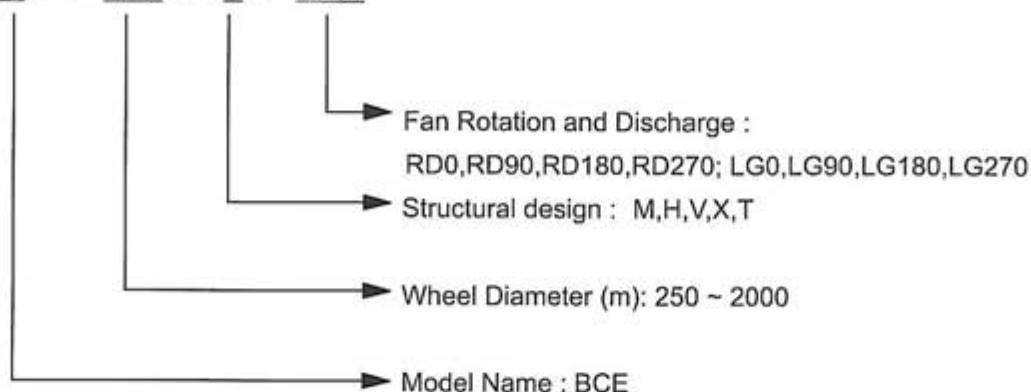 Fan Rotation and Discharge :
RD0,RD90,RD180,RD270; LG0,LG90,LG180,LG270
Structural design : M,H,V,X,T
Wheel Diameter (m): 250 ~ 2000
Model Name : BCE